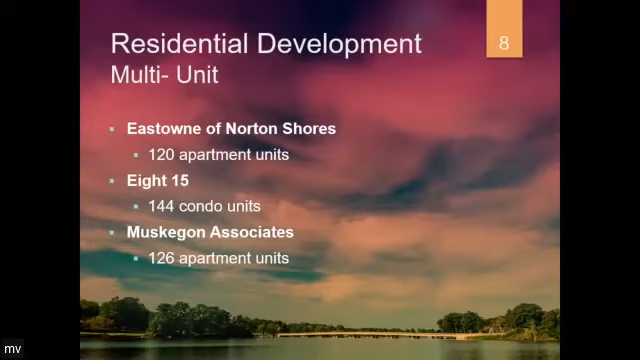 Residential Development
8
Multi- Unit
Eastowne of Norton Shores
120 apartment units
Eight 15
144 condo units
Muskegon Associates
126 apartment units
mv